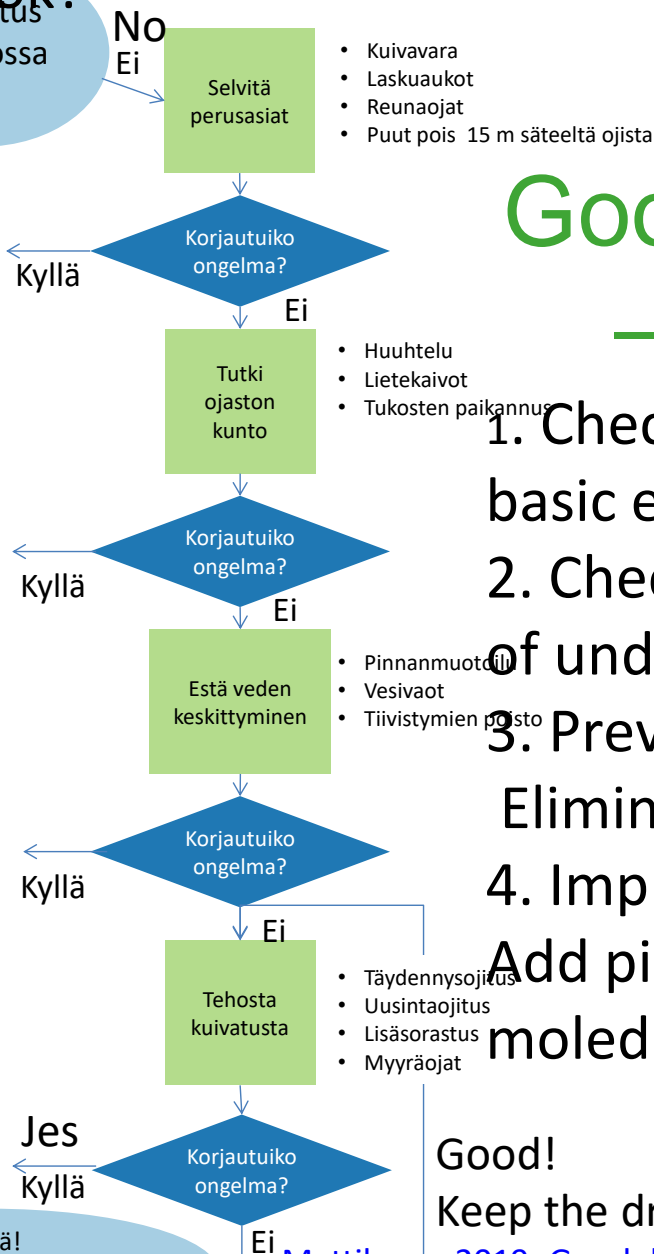 No
Ei
ossa
Selvitä
perusasiat
• Kuivavara
• Laskuaukot
• Reunaojat
• Puut pois 15 m säteeltä ojista
Korjautuiko
ongelma?
Kyllä
Ei
Tutki
ojaston
kunto
• Huuhtelu
• Lietekaivot
• Tukosten paikannus
1. Chec
basic e
Korjautuiko
ongelma?
Kyllä
Ei
2. Che
of und
Estä veden
keskittyminen
• Pinnanmuotoilu
• Vesivaot
• Tiivistymien poisto
3. Prev
Elimin
Korjautuiko
ongelma?
Kyllä
Ei
4. Imp
Add pi
moled
Tehosta
kuivatusta
• Täydennysojitus
• Uusintaojitus
• Lisäsorastus
• Myyräojat
Korjautuiko
ongelma?
Jes
Kyllä
Ei
Good!
Keep the dr